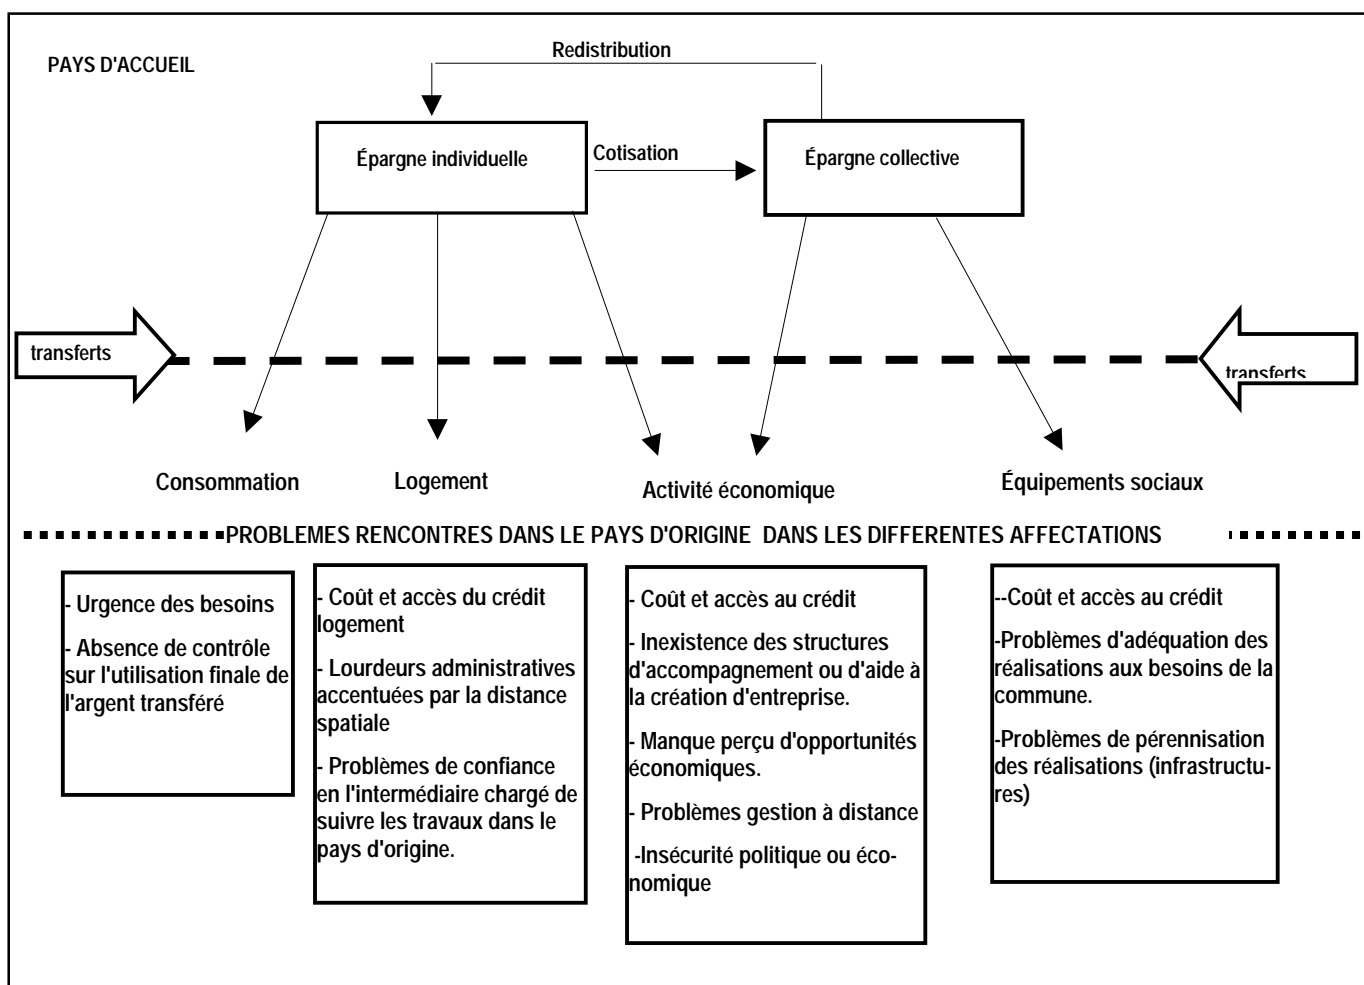 Redistribution
PAYS D'ACCUEIL
Épargne individuelle
Cotisation
Épargne collective
transferts
transferts
Consommation
Logement
Activité économique
Équipements sociaux
PROBLEMES RENCONTRES DANS LE PAYS D'ORIGINE DANS LES DIFFERENTES AFFECTATIONS
- Urgence des besoins
- Absence de contrôle
sur l'utilisation finale de
l'argent transféré
- Coût et accès du crédit
logement
- Lourdeurs administratives
accentuées par la distance
spatiale
- Problèmes de confiance
en l'intermédiaire chargé de
suivre les travaux dans le
pays d'origine.
- Coût et accès au crédit
- Inexistence des structures
d'accompagnement ou d'aide à
la création d'entreprise.
- Manque perçu d'opportunités
économiques.
- Problèmes gestion à distance
-Insécurité politique ou éco-
nomique
--Coût et accès au crédit
-Problèmes d'adéquation des
réalisations aux besoins de la
commune.
-Problèmes de pérennisation
des réalisations (infrastructu-
res)